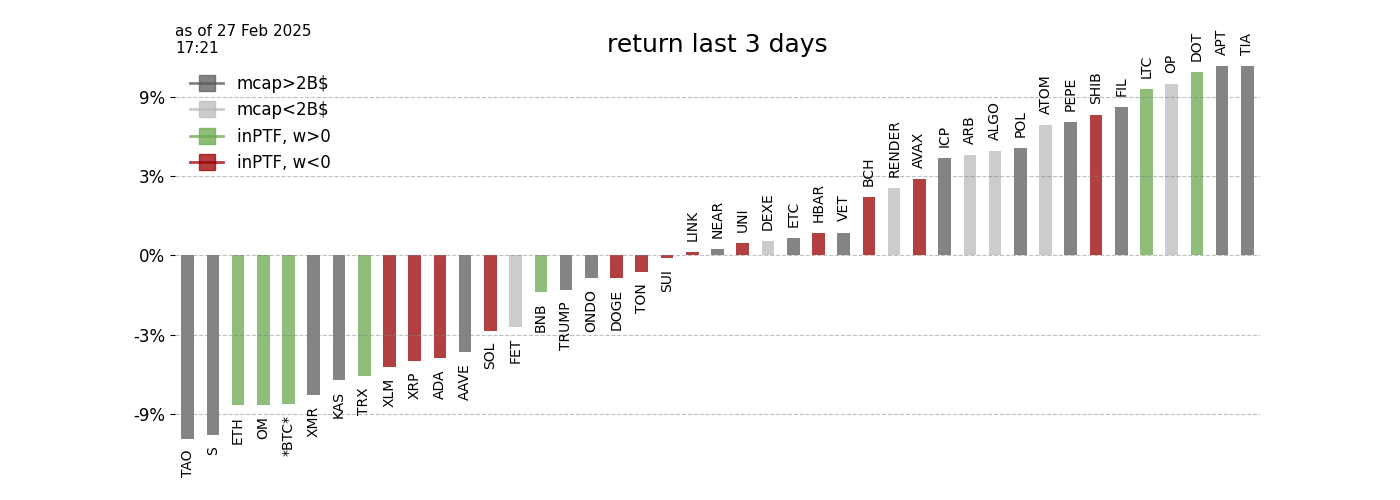 as of 27 Feb 2025
17:21
return last 3 days
mcap>2B$
mcap<2B$
inPTF, w>0
inPTF, w<0
9%
3%
0%
-3%
-9%
TAO
S
ETH
OM
*BTC*
XMR
KAS
TRX
XLM
XRP
ADA
AAVE
SOL
FET
BNB
TRUMP
ONDO
DOGE
TON
SUI
LINK
NEAR
UNI
DEXE
ETC
HBAR
VET
BCH
RENDER
AVAX
ICP
ARB
ALGO
POL
ATOM
PEPE
SHIB
FIL
LTC
OP
DOT
APT
TIA